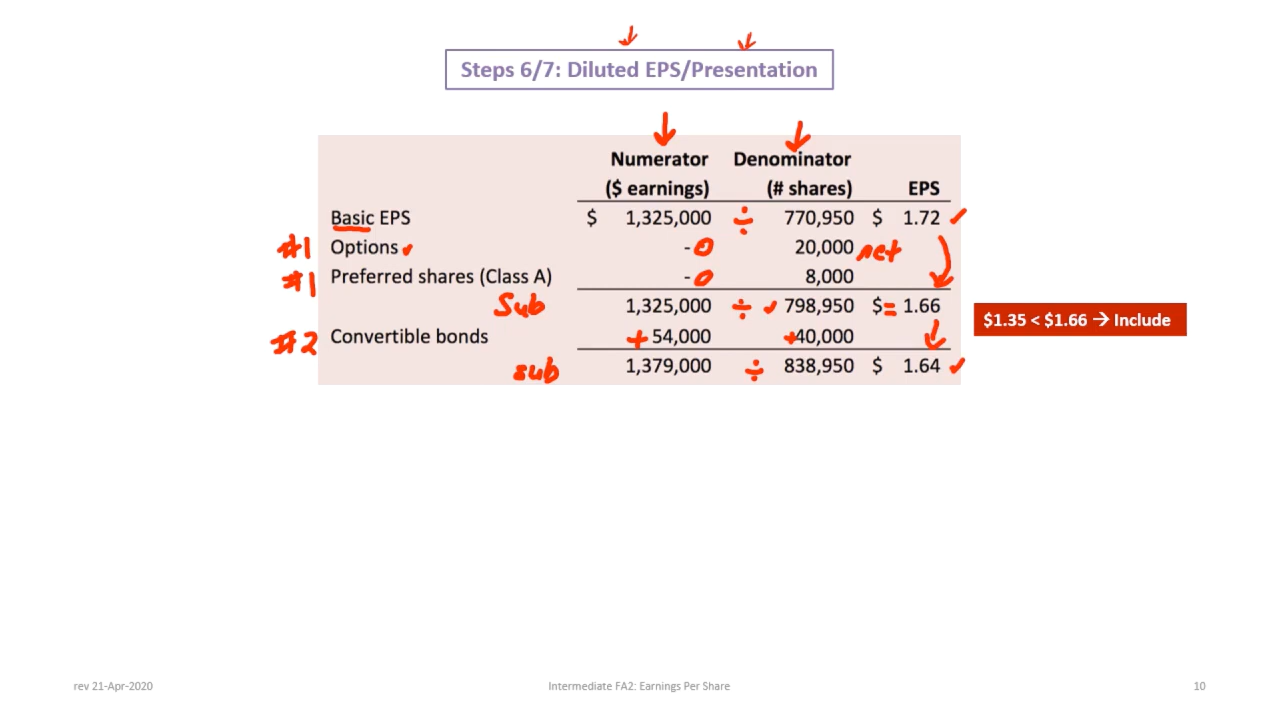 Steps 6/7: Diluted EPS/Presentation
Numerator Denominator
($ earnings) (# shares) EPS
Basic EPS $ 1,325,000 ÷ 770,950 $ 1.72 ✓
#1 Options ✓ - 0 20,000 net
#1 Preferred shares (Class A) - 0 8,000
Sub 1,325,000 ÷ ✓ 798,950 $ = 1.66
$1.35 < $1.66 → Include
#2 Convertible bonds + 54,000 + 40,000
sub 1,379,000 ÷ 838,950 $ 1.64 ✓
rev 21-Apr-2020 Intermediate FA2: Earnings Per Share 10